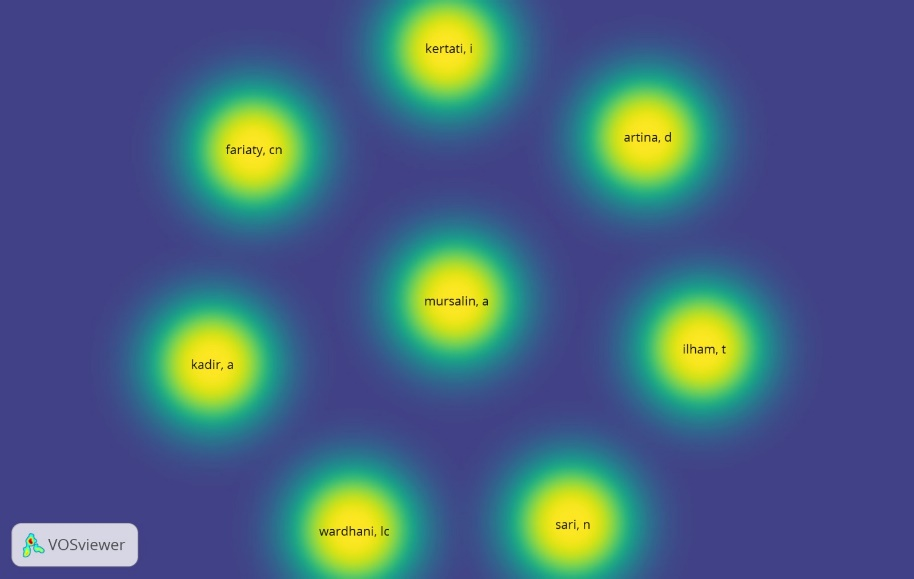 kertati, i
artina, d
fariaty, cn
mursalin, a
ilham, t
kadir, a
sari, n
wardhani, lc
VOSviewer